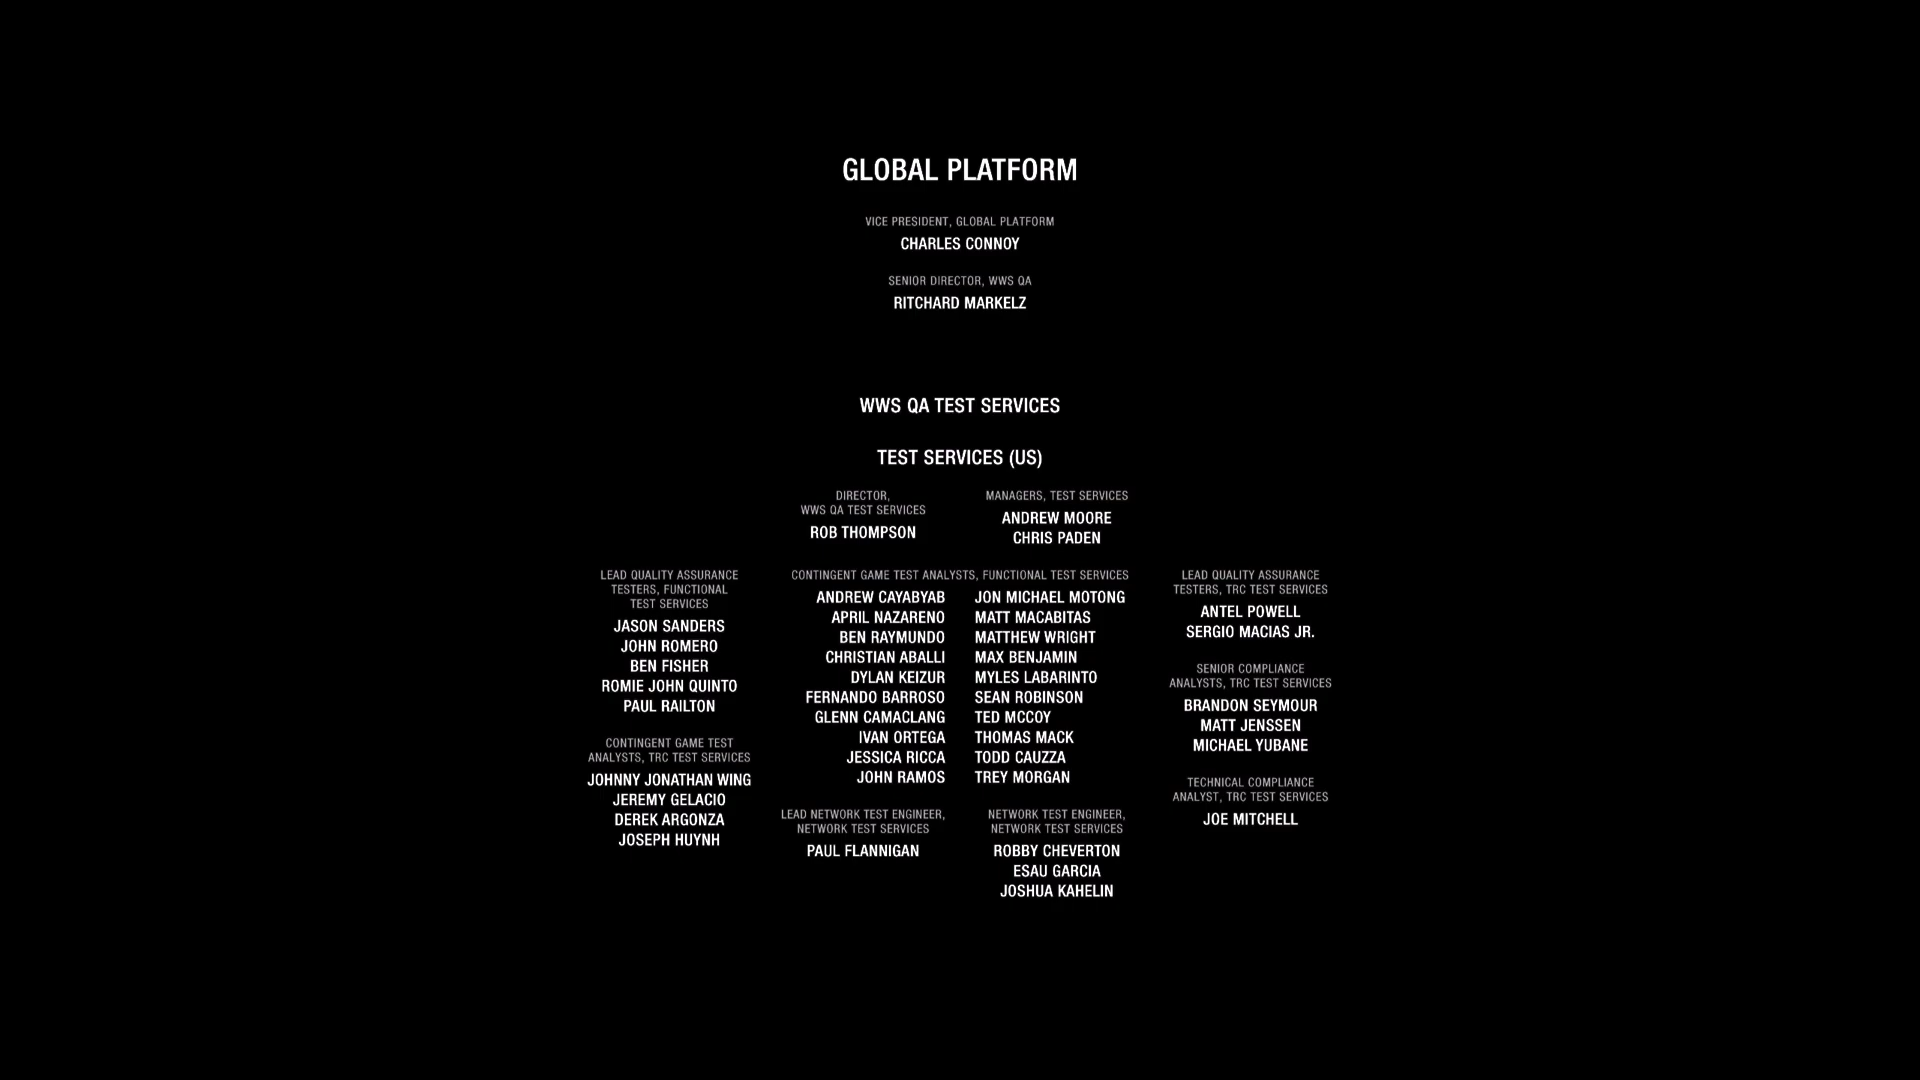 GLOBAL PLATFORM
VICE PRESIDENT, GLOBAL PLATFORM
CHARLES CONNOY
SENIOR DIRECTOR, WWS QA
RITCHARD MARKELZ
WWS QA TEST SERVICES
TEST SERVICES (US)
DIRECTOR,
WWS QA TEST SERVICES
ROB THOMPSON
MANAGERS, TEST SERVICES
ANDREW MOORE
CHRIS PADEN
LEAD QUALITY ASSURANCE
TESTERS, FUNCTIONAL
TEST SERVICES
JASON SANDERS
JOHN ROMERO
BEN FISHER
ROMIE JOHN QUINTO
PAUL RAILTON
CONTINGENT GAME TEST
ANALYSTS, TRC TEST SERVICES
JOHNNY JONATHAN WING
JEREMY GELACIO
DEREK ARGONZA
JOSEPH HUYNH
CONTINGENT GAME TEST ANALYSTS, FUNCTIONAL TEST SERVICES
ANDREW CAYABYAB
APRIL NAZARENO
BEN RAYMUNDO
CHRISTIAN ABALLI
DYLAN KEIZUR
FERNANDO BARROSO
GLENN CAMACLANG
IVAN ORTEGA
JESSICA RICCA
JOHN RAMOS
JON MICHAEL MOTONG
MATT MACABITAS
MATTHEW WRIGHT
MAX BENJAMIN
MYLES LABARINTO
SEAN ROBINSON
TED MCCOY
THOMAS MACK
TODD CAUZZA
TREY MORGAN
LEAD NETWORK TEST ENGINEER,
NETWORK TEST SERVICES
PAUL FLANNIGAN
NETWORK TEST ENGINEER,
NETWORK TEST SERVICES
ROBBY CHEVERTON
ESAU GARCIA
JOSHUA KAHELIN
LEAD QUALITY ASSURANCE
TESTERS, TRC TEST SERVICES
ANTEL POWELL
SERGIO MACIAS JR.
SENIOR COMPLIANCE
ANALYSTS, TRC TEST SERVICES
BRANDON SEYMOUR
MATT JENSSEN
MICHAEL YUBANE
TECHNICAL COMPLIANCE
ANALYST, TRC TEST SERVICES
JOE MITCHELL